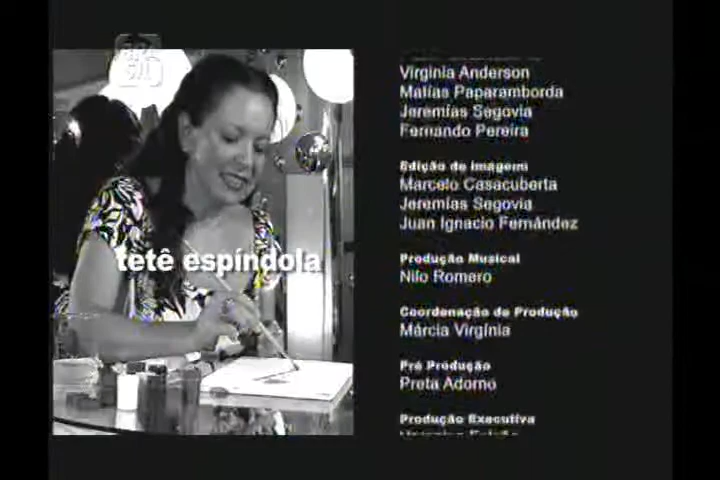 tetê espíndola
Virginia Anderson
Matías Paparamborda
Jeremías Segovia
Fernando Pereira
Edição de Imagem
Marcelo Casacuberta
Jeremías Segovia
Juan Ignacio Fernández
Produção Musical
Nilo Romero
Coordenação de Produção
Márcia Virgínia
Pré Produção
Preta Adorno
Produção Executiva